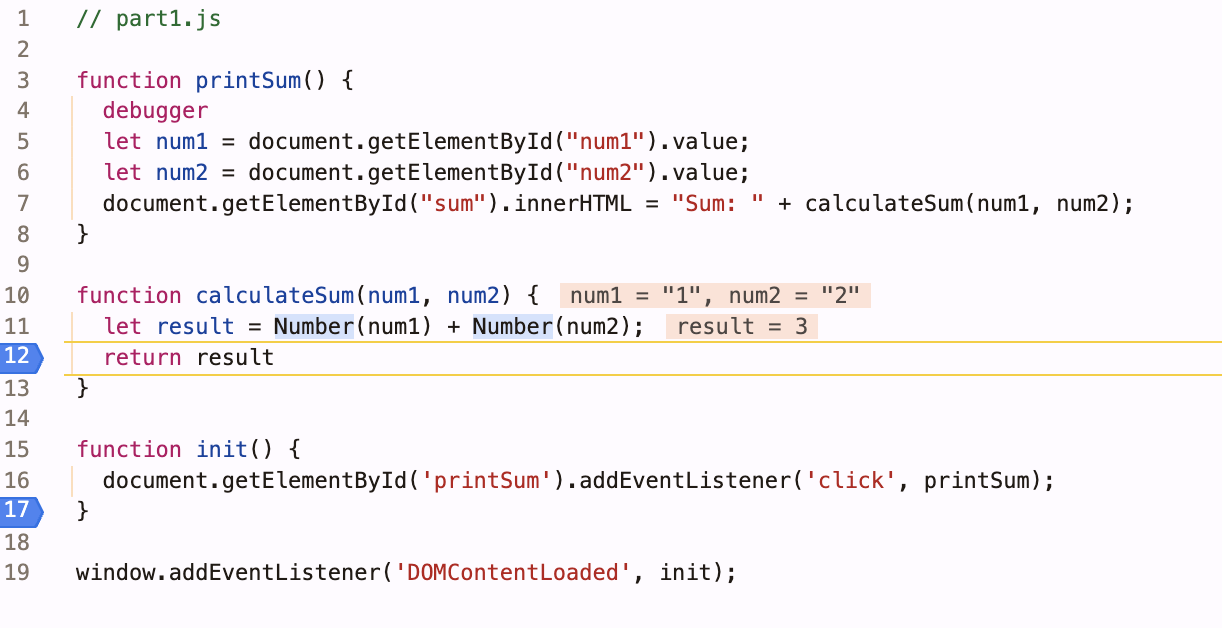 1 // part1.js
2
3 function printSum() {
4 debugger
5 let num1 = document.getElementById("num1").value;
6 let num2 = document.getElementById("num2").value;
7 document.getElementById("sum").innerHTML = "Sum: " + calculateSum(num1, num2);
8 }
9
10 function calculateSum(num1, num2) { num1 = "1", num2 = "2"
11 let result = Number(num1) + Number(num2); result = 3
12 return result
13 }
14
15 function init() {
16 document.getElementById('printSum').addEventListener('click', printSum);
17 }
18
19 window.addEventListener('DOMContentLoaded', init);